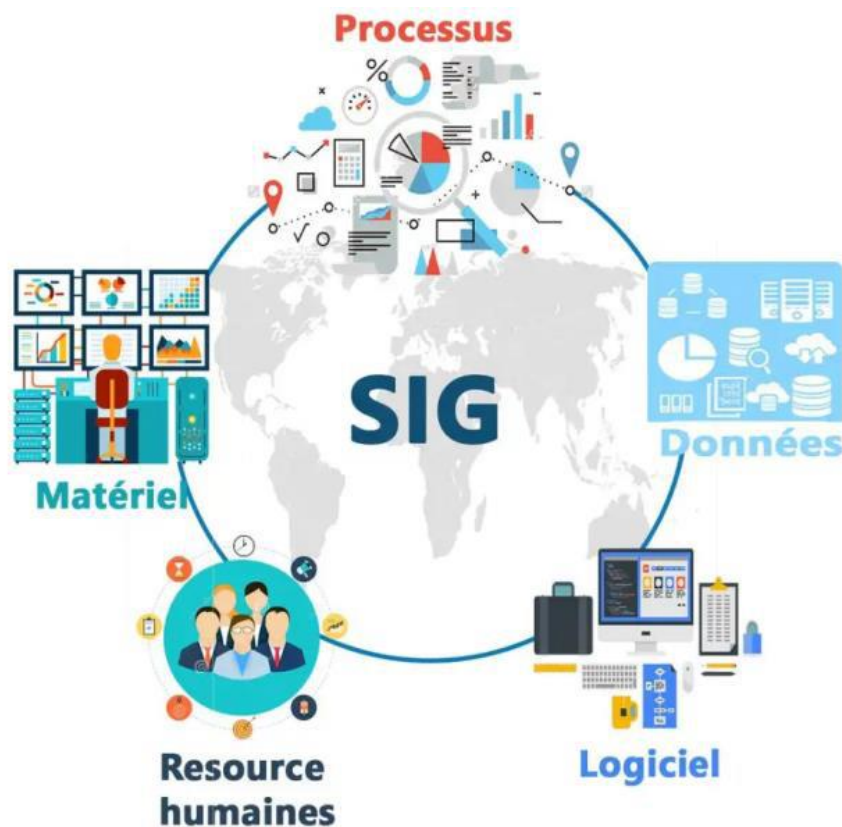 Processus
SIG
Données
Matériel
Resource
humaines
Logiciel